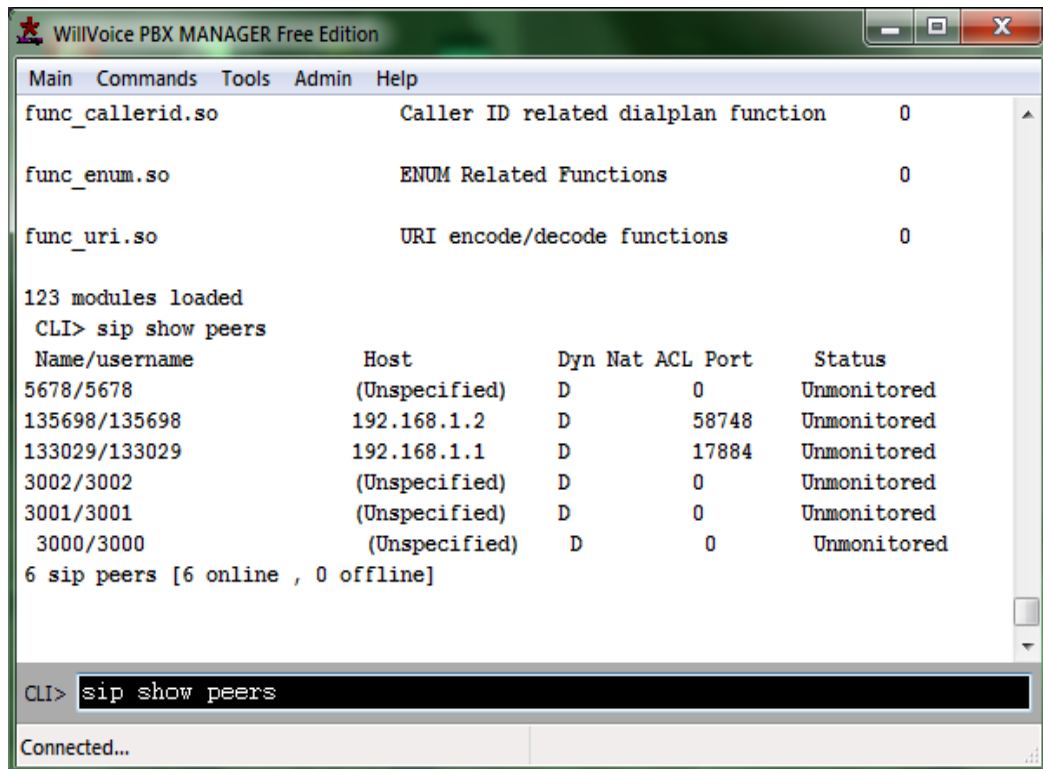 WillVoice PBX MANAGER Free Edition
Main Commands Tools Admin Help
func_callerid.so Caller ID related dialplan function 0
func_enum.so ENUM Related Functions 0
func_uri.so URI encode/decode functions 0
123 modules loaded
CLI> sip show peers
Name/username Host Dyn Nat ACL Port Status
5678/5678 (Unspecified) D 0 Unmonitored
135698/135698 192.168.1.2 D 58748 Unmonitored
133029/133029 192.168.1.1 D 17884 Unmonitored
3002/3002 (Unspecified) D 0 Unmonitored
3001/3001 (Unspecified) D 0 Unmonitored
3000/3000 (Unspecified) D 0 Unmonitored
6 sip peers [6 online , 0 offline]
CLI> sip show peers
Connected...